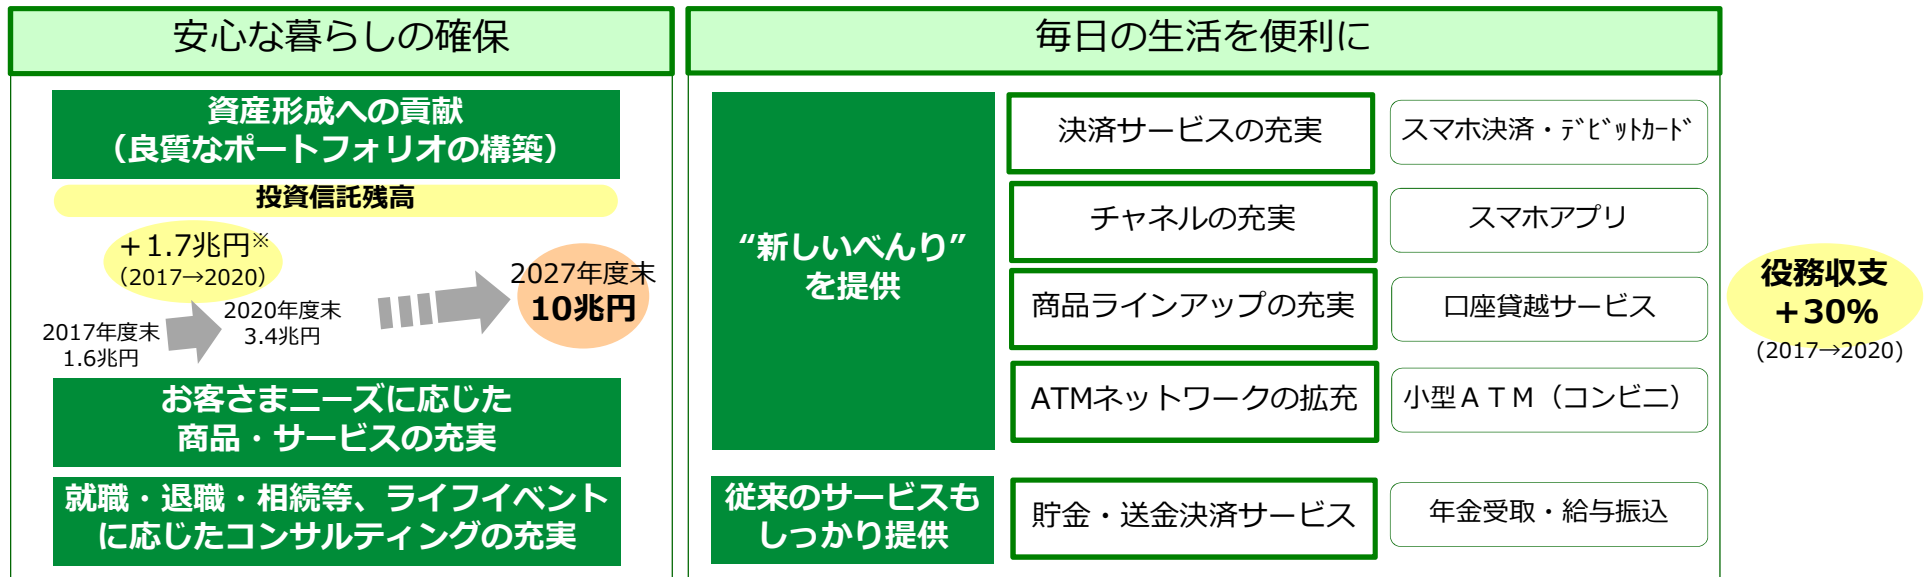 安心な暮らしの確保
資産形成への貢献
（良質なポートフォリオの構築）
投資信託残高
＋1.7兆円※
（2017→2020）
2017年度末
1.6兆円
2020年度末
3.4兆円
2027年度末
10兆円
お客さまニーズに応じた
商品・サービスの充実
就職・退職・相続等、ライフイベント
に応じたコンサルティングの充実
毎日の生活を便利に
“新しいべんり”
を提供
決済サービスの充実
スマホ決済・ﾃﾞﾋﾞｯﾄｶｰﾄﾞ
チャネルの充実
スマホアプリ
商品ラインアップの充実
口座貸越サービス
ATMネットワークの拡充
小型ＡＴＭ（コンビニ）
従来のサービスも
しっかり提供
貯金・送金決済サービス
年金受取・給与振込
役務収支
＋30%
(2017→2020)